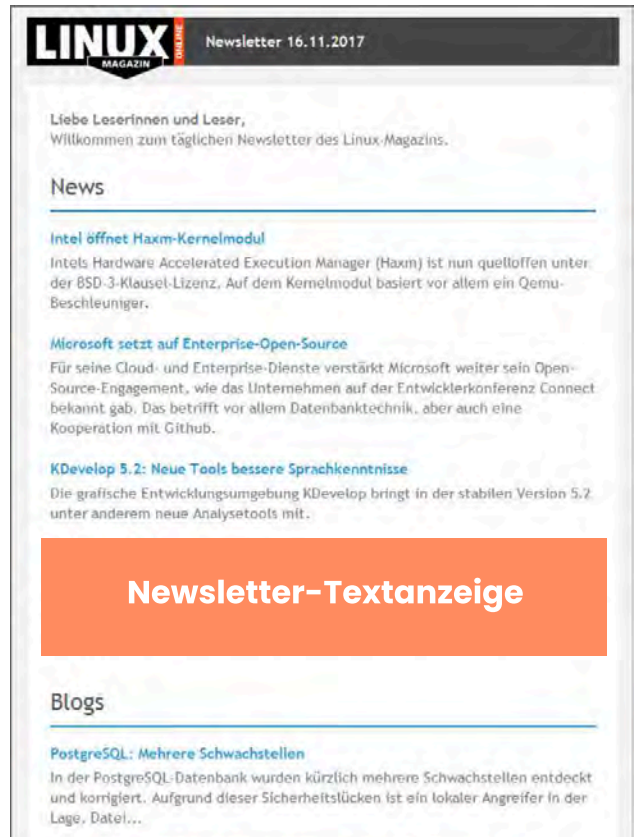 LINUX
MAGAZIN
ONLINE
Newsletter 16.11.2017
Liebe Leserinnen und Leser,
Willkommen zum täglichen Newsletter des Linux-Magazins.
News
Intel öffnet Haxm-Kernelmodul
Intels Hardware Accelerated Execution Manager (Haxm) ist nun quelloffen unter
der BSD-3-Klausel-Lizenz. Auf dem Kernelmodul basiert vor allem ein Qemu-
Beschleuniger.
Microsoft setzt auf Enterprise-Open-Source
Für seine Cloud- und Enterprise-Dienste verstärkt Microsoft weiter sein Open-
Source-Engagement, wie das Unternehmen auf der Entwicklerkonferenz Connect
bekannt gab. Das betrifft vor allem Datenbanktechnik, aber auch eine
Kooperation mit Github.
KDevelop 5.2: Neue Tools bessere Sprachkenntnisse
Die grafische Entwicklungsumgebung KDevelop bringt in der stabilen Version 5.2
unter anderem neue Analysetools mit.
Newsletter-Textanzeige
Blogs
PostgreSQL: Mehrere Schwachstellen
In der PostgreSQL-Datenbank wurden kürzlich mehrere Schwachstellen entdeckt
und korrigiert. Aufgrund dieser Sicherheitslücken ist ein lokaler Angreifer in der
Lage, Datei...